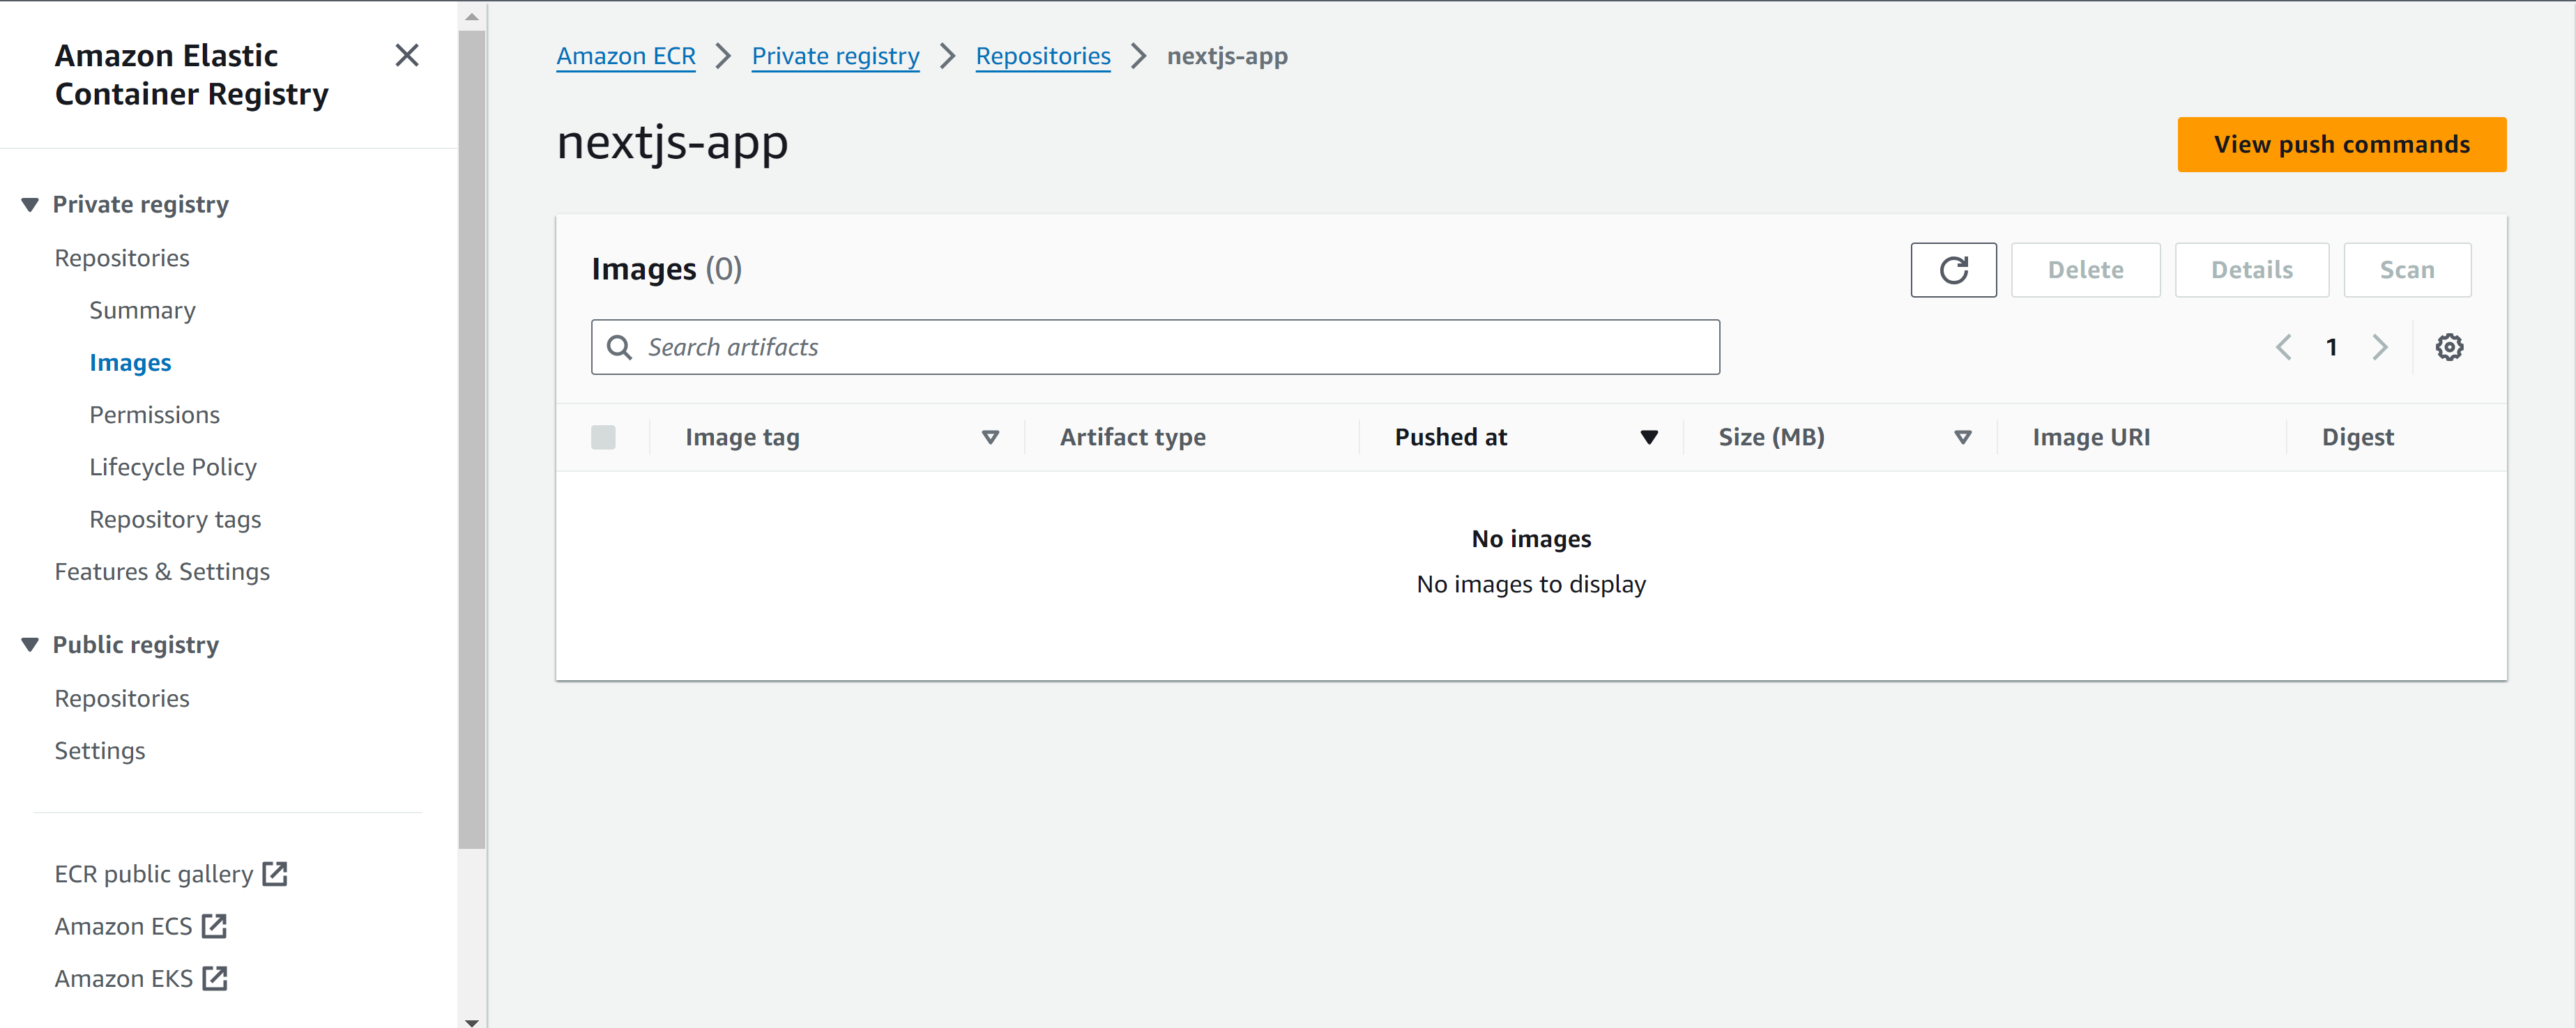 Amazon Elastic
Container Registry
Private registry
Repositories
Summary
Images
Permissions
Lifecycle Policy
Repository tags
Features & Settings
Public registry
Repositories
Settings
ECR public gallery
Amazon ECS
Amazon EKS
Amazon ECR Private registry Repositories nextjs-app
nextjs-app
View push commands
Images (0)
Delete Details Scan
Search artifacts
1
Image tag Artifact type Pushed at Size (MB) Image URI Digest
No images
No images to display